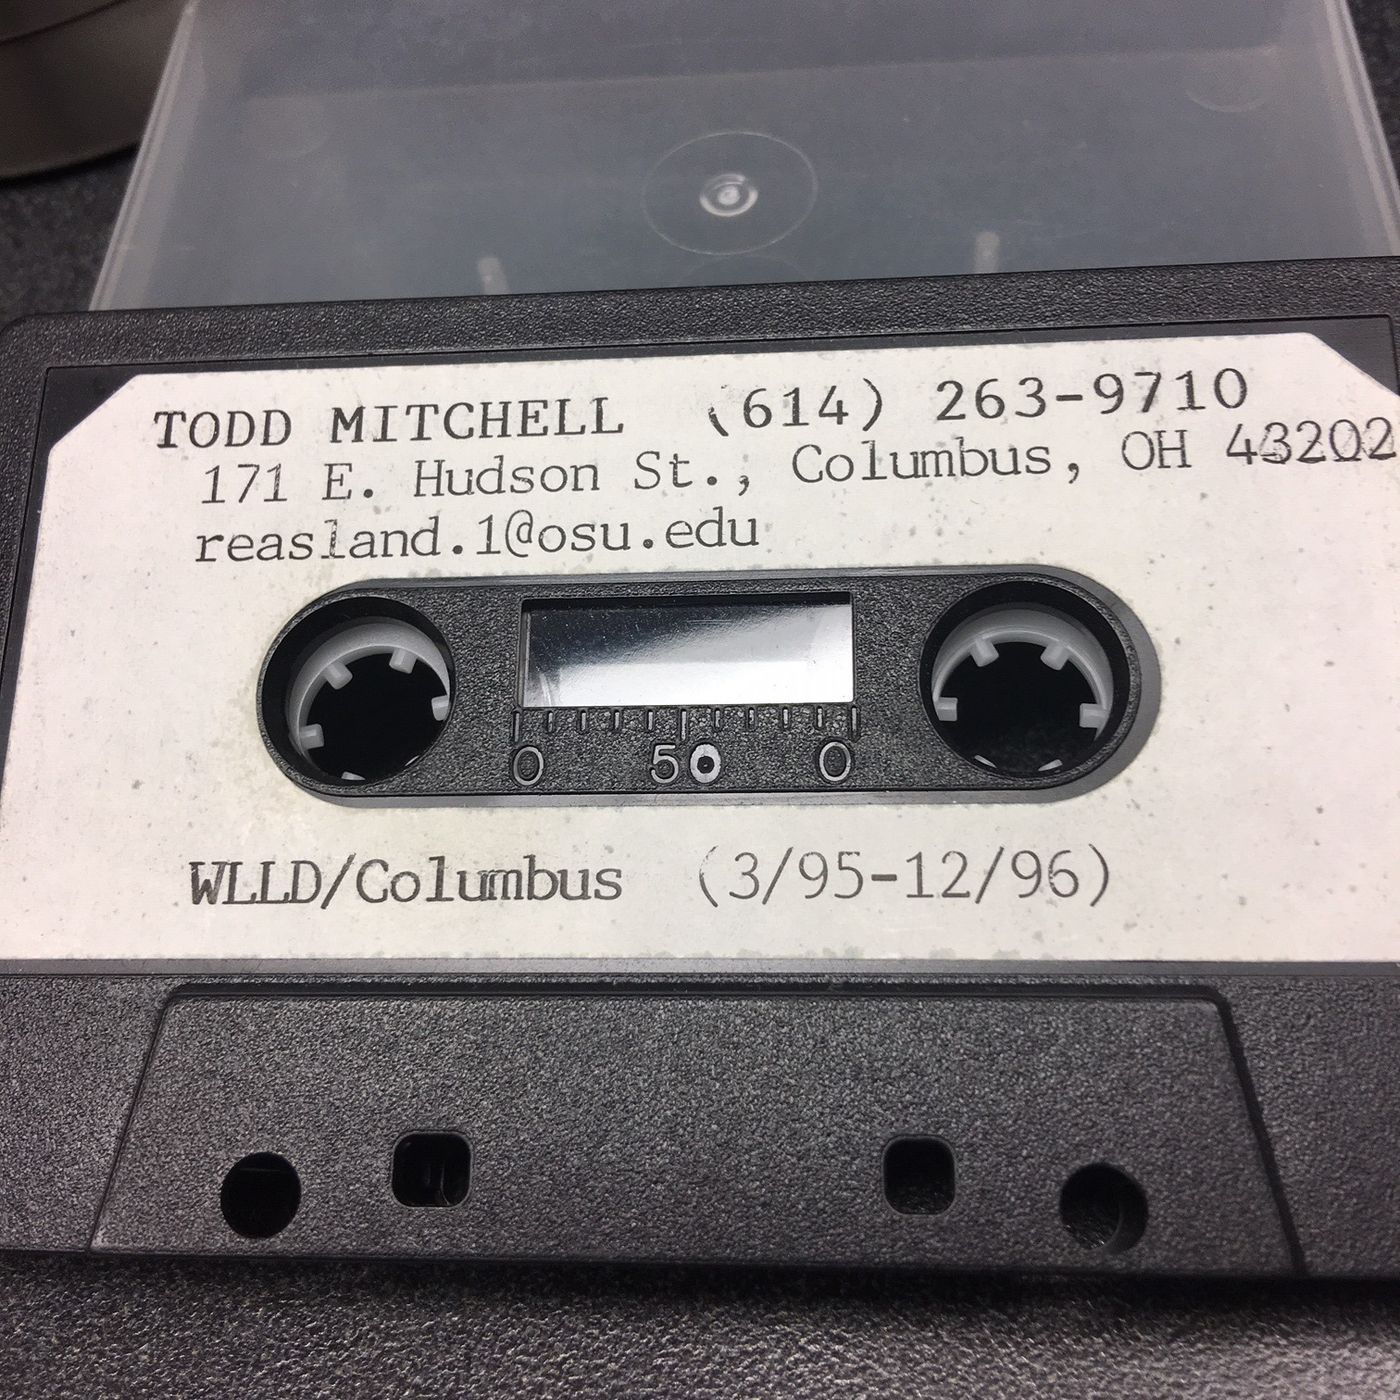 TODD MITCHELL (614) 263-9710
171 E. Hudson St., Columbus, OH 43202
reasland.1@osu.edu
0 50 0
WLLD/Columbus (3/95-12/96)